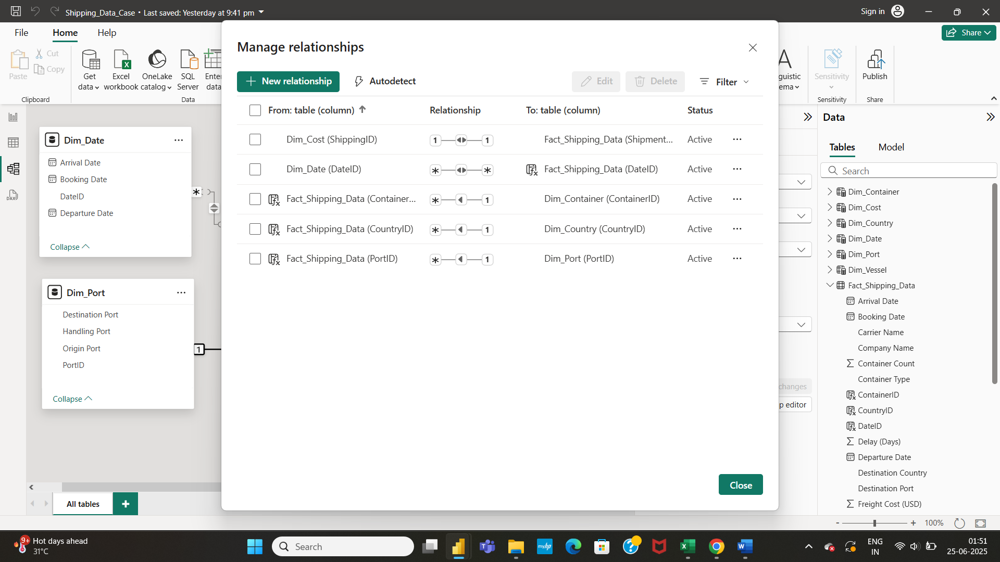 Shipping_Data_Case • Last saved: Yesterday at 9:41 pm
Sign in
File Home Help
Share
Paste
Cut
Copy
Clipboard
Get data
Excel workbook
OneLake catalog
SQL Server
Enter data
Data
Sensitivity
Sensitivity
Publish
Share
Manage relationships
New relationship
Autodetect
Edit
Delete
Filter
From: table (column) Relationship To: table (column) Status
Dim_Cost (ShippingID) 1 1 Fact_Shipping_Data (Shipment... Active
Dim_Date (DateID) * * Fact_Shipping_Data (DateID) Active
Fact_Shipping_Data (Container... * 1 Dim_Container (ContainerID) Active
Fact_Shipping_Data (CountryID) * 1 Dim_Country (CountryID) Active
Fact_Shipping_Data (PortID) * 1 Dim_Port (PortID) Active
Close
Dim_Date
Arrival Date
Booking Date
DateID
Departure Date
Collapse
*
Dim_Port
Destination Port
Handling Port
Origin Port
PortID
Collapse
1
All tables
changes
editor
Data
Tables Model
Search
Dim_Container
Dim_Cost
Dim_Country
Dim_Date
Dim_Port
Dim_Vessel
Fact_Shipping_Data
Arrival Date
Booking Date
Carrier Name
Company Name
Container Count
Container Type
ContainerID
CountryID
DateID
Delay (Days)
Departure Date
Destination Country
Destination Port
Freight Cost (USD)
- + 100%
9+
Hot days ahead
31°C
Search
myhp
ENG
IN
01:51
25-06-2025